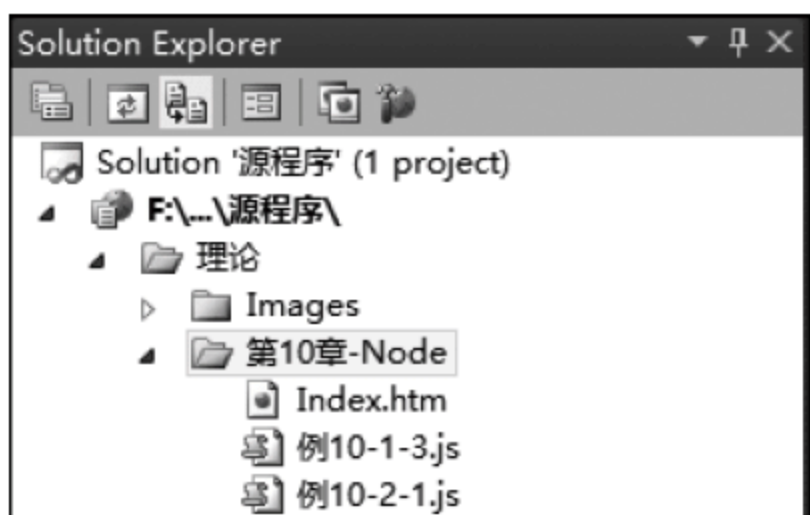 Solution Explorer
Solution '源程序' (1 project)
F:\...\源程序\
理论
Images
第10章-Node
Index.htm
例10-1-3.js
例10-2-1.js